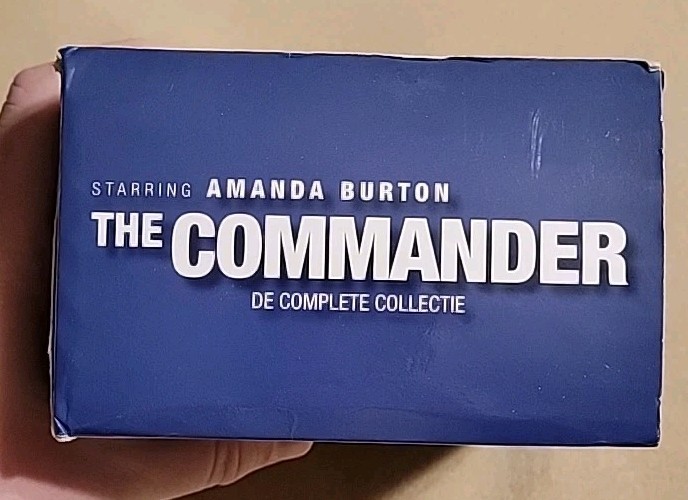 STARRING AMANDA BURTON
THE COMMANDER
DE COMPLETE COLLECTIE